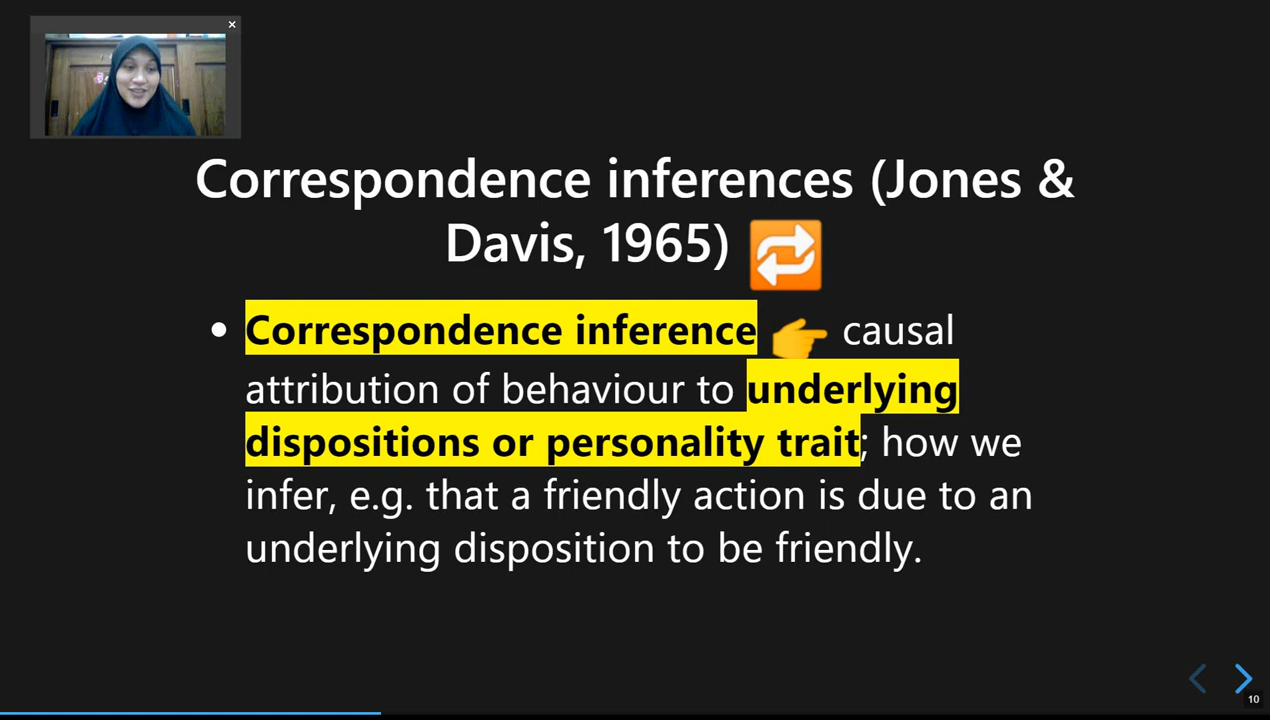 Correspondence inferences (Jones &
Davis, 1965)
Correspondence inference causal
attribution of behaviour to underlying
dispositions or personality trait; how we
infer, e.g. that a friendly action is due to an
underlying disposition to be friendly.
10